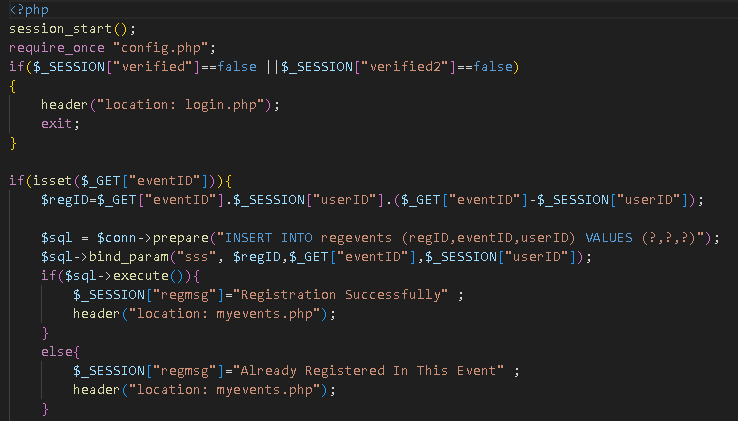 <?php
session_start();
require_once "config.php";
if($_SESSION["verified"]==false ||$_SESSION["verified2"]==false)
{
    header("location: login.php");
    exit;
}

if(isset($_GET["eventID"])){
    $regID=$_GET["eventID"].$_SESSION["userID"].($_GET["eventID"]-$_SESSION["userID"]);

    $sql = $conn->prepare("INSERT INTO regevents (regID,eventID,userID) VALUES (?,?,?)");
    $sql->bind_param("sss", $regID,$_GET["eventID"],$_SESSION["userID"]);
    if($sql->execute()){
        $_SESSION["regmsg"]="Registration Successfully" ;
        header("location: myevents.php");
    }
    else{
        $_SESSION["regmsg"]="Already Registered In This Event" ;
        header("location: myevents.php");
    }